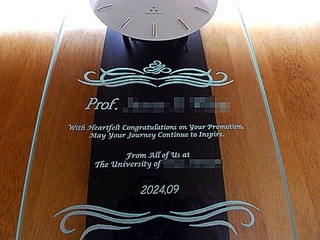 Prof.
With Heartfelt Congratulations on Your Promotion.
May Your Journey Continue to Inspire.
From All of Us at
The University of
2024.09